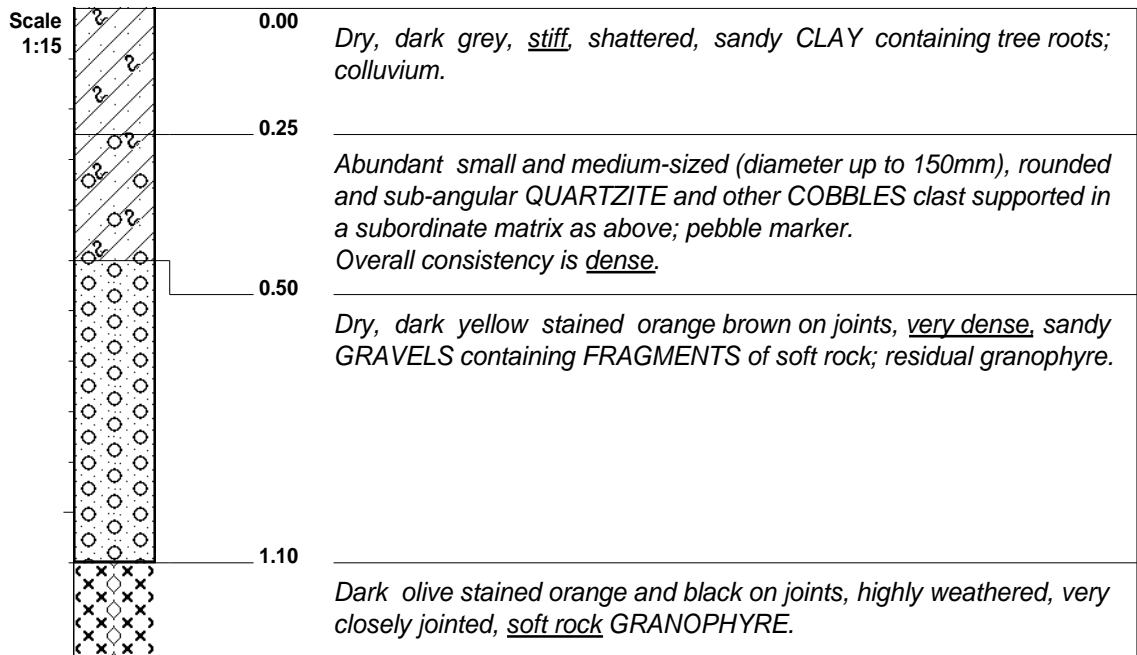 Scale
1:15
0.00
Dry, dark grey, stiff, shattered, sandy CLAY containing tree roots;
colluvium.
0.25
Abundant small and medium-sized (diameter up to 150mm), rounded
and sub-angular QUARTZITE and other COBBLES clast supported in
a subordinate matrix as above; pebble marker.
Overall consistency is dense.
0.50
Dry, dark yellow stained orange brown on joints, very dense, sandy
GRAVELS containing FRAGMENTS of soft rock; residual granophyre.
1.10
Dark olive stained orange and black on joints, highly weathered, very
closely jointed, soft rock GRANOPHYRE.